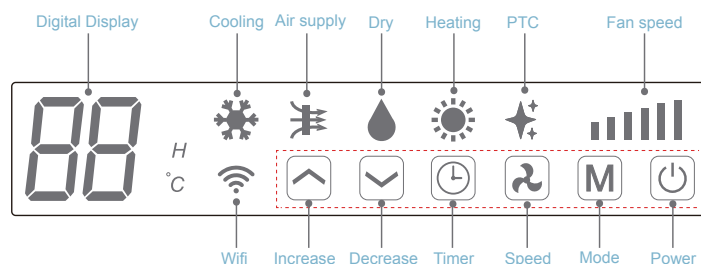 Digital Display Cooling Air supply Dry Heating PTC Fan speed
88
H
°C
M
Wifi Increase Decrease Timer Speed Mode Power